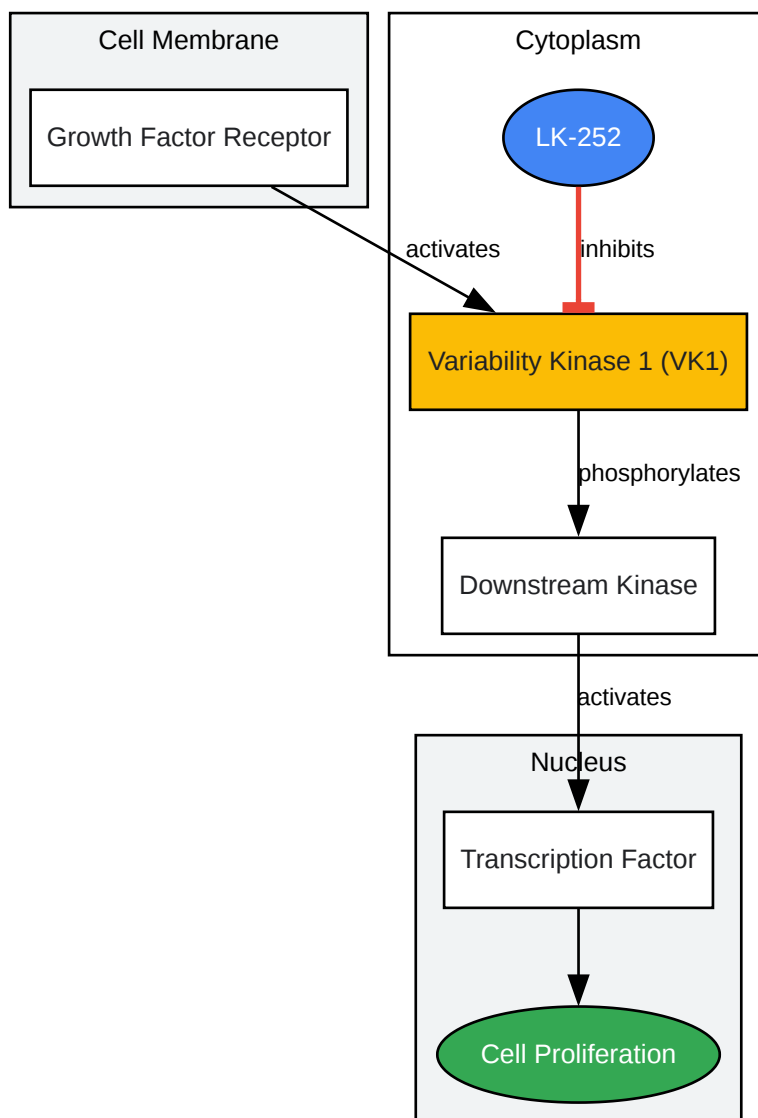 Cell Membrane
Growth Factor Receptor
Cytoplasm
LK-252
activates
inhibits
Variability Kinase 1 (VK1)
phosphorylates
Downstream Kinase
activates
Nucleus
Transcription Factor
Cell Proliferation